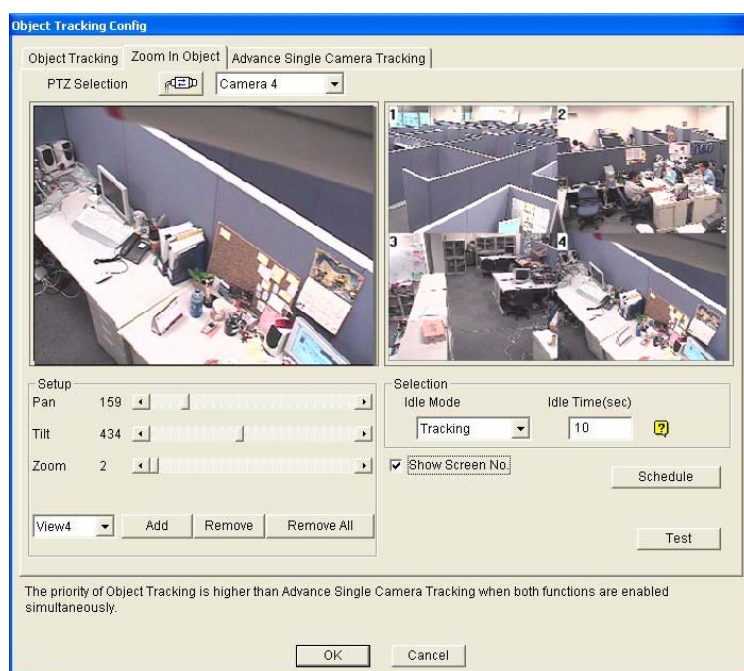 Object Tracking Config
Object Tracking Zoom In Object Advance Single Camera Tracking
PTZ Selection Camera 4
1 2
3 4
Setup
Pan 159
Tilt 434
Zoom 2
View4 Add Remove Remove All
Selection
Idle Mode Idle Time(sec)
Tracking 10 ?
Show Screen No.
Schedule
Test
The priority of Object Tracking is higher than Advance Single Camera Tracking when both functions are enabled
simultaneously.
OK Cancel